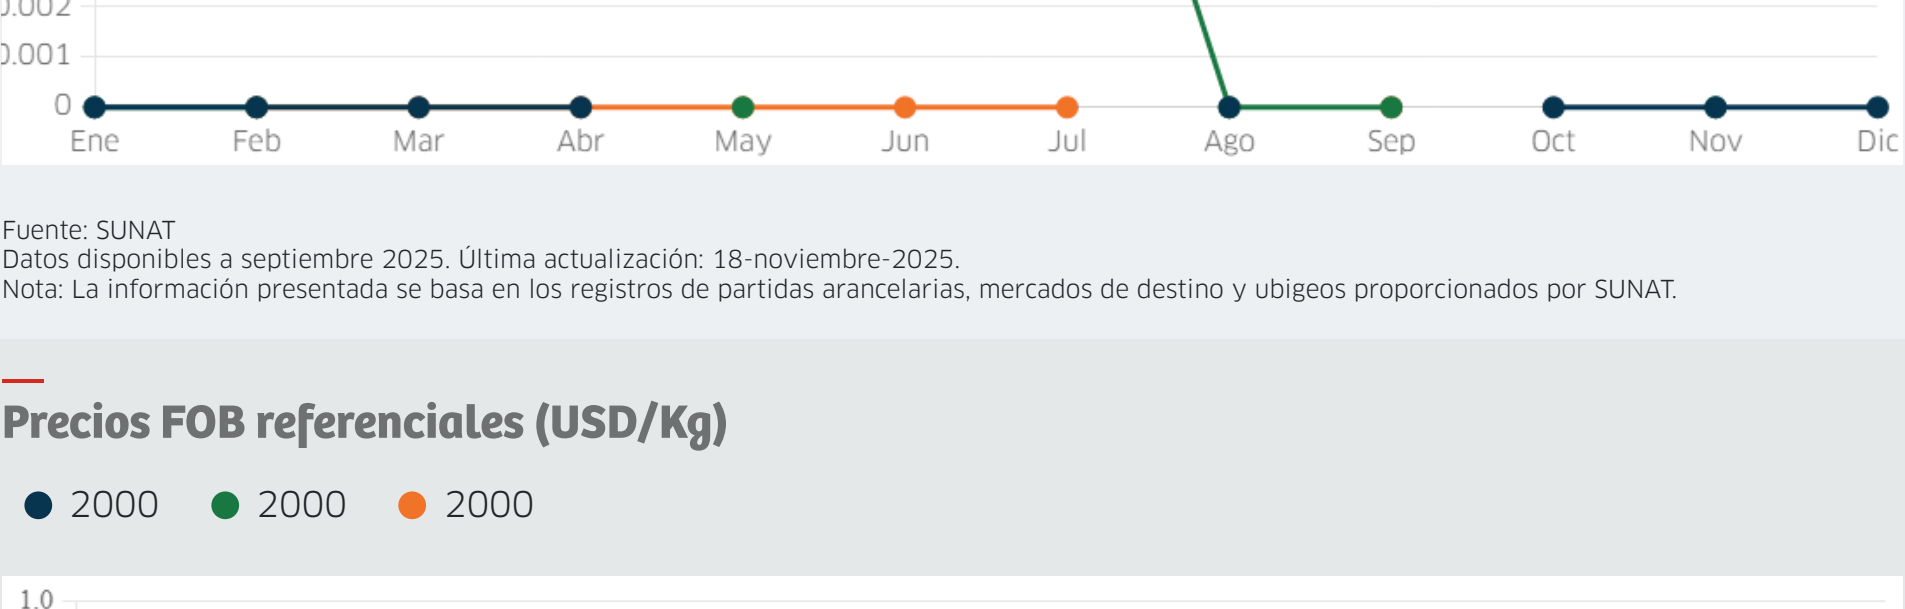 0.002
0.001
0
Ene Feb Mar Abr May Jun Jul Ago Sep Oct Nov Dic
Fuente: SUNAT
Datos disponibles a septiembre 2025. Última actualización: 18-noviembre-2025.
Nota: La información presentada se basa en los registros de partidas arancelarias, mercados de destino y ubigeos proporcionados por SUNAT.
Precios FOB referenciales (USD/Kg)
2000 2000 2000
1.0